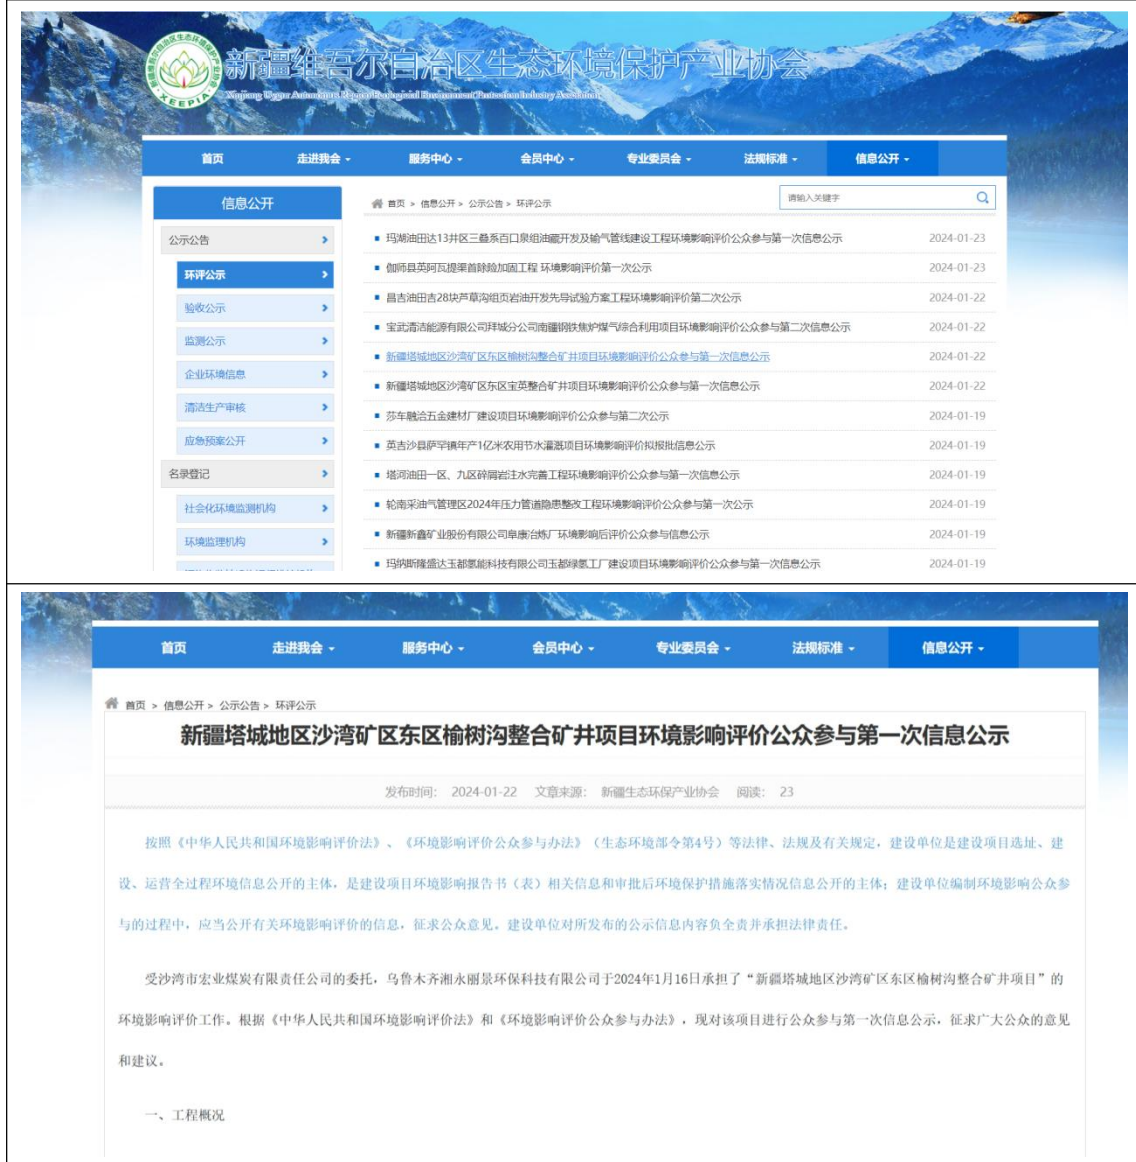 新疆维吾尔自治区生态环境保护产业协会
Xinjiang Uygur Autonomous Region Ecological Environment Protection Industry Association
XEEPIA
首页 走进我会 服务中心 会员中心 专业委员会 法规标准 信息公开
信息公开
首页 > 信息公开 > 公示公告 > 环评公示
请输入关键字
公示公告
环评公示
验收公示
监测公示
企业环境信息
清洁生产审核
应急预案公开
名录登记
社会化环境监测机构
环境监理机构
玛湖油田达13井区三叠系百口泉组油藏开发及输气管线建设工程环境影响评价公众参与第一次信息公示 2024-01-23
伽师县英阿瓦提渠首除险加固工程 环境影响评价第一次公示 2024-01-23
昌吉油田吉28块芦草沟组页岩油开发先导试验方案工程环境影响评价第二次公示 2024-01-22
宝武清洁能源有限公司拜城分公司南疆钢铁焦炉煤气综合利用项目环境影响评价公众参与第二次信息公示 2024-01-22
新疆塔城地区沙湾矿区东区榆树沟整合矿井项目环境影响评价公众参与第一次信息公示 2024-01-22
新疆塔城地区沙湾矿区东区宝英整合矿井项目环境影响评价公众参与第一次信息公示 2024-01-22
莎车融洽五金建材厂建设项目环境影响评价公众参与第二次公示 2024-01-19
英吉沙县萨罕镇年产1亿米农用节水灌溉项目环境影响评价拟报批信息公示 2024-01-19
塔河油田一区、九区碎屑岩注水完善工程环境影响评价公众参与第一次信息公示 2024-01-19
轮南采油气管理区2024年压力管道隐患整改工程环境影响评价公众参与第一次公示 2024-01-19
新疆新鑫矿业股份有限公司阜康冶炼厂环境影响后评价公众参与信息公示 2024-01-19
玛纳斯隆盛达玉都氢能科技有限公司玉都绿氢工厂建设项目环境影响评价公众参与第一次信息公示 2024-01-19
首页 走进我会 服务中心 会员中心 专业委员会 法规标准 信息公开
首页 > 信息公开 > 公示公告 > 环评公示
新疆塔城地区沙湾矿区东区榆树沟整合矿井项目环境影响评价公众参与第一次信息公示
发布时间: 2024-01-22 文章来源: 新疆生态环保产业协会 阅读: 23
按照《中华人民共和国环境影响评价法》、《环境影响评价公众参与办法》（生态环境部令第4号）等法律、法规及有关规定，建设单位是建设项目选址、建
设、运营全过程环境信息公开的主体，是建设项目环境影响报告书（表）相关信息和审批后环境保护措施落实情况信息公开的主体；建设单位编制环境影响公众参
与的过程中，应当公开有关环境影响评价的信息，征求公众意见。建设单位对所发布的公示信息内容负全责并承担法律责任。
受沙湾市宏业煤炭有限责任公司的委托，乌鲁木齐湘永丽景环保科技有限公司于2024年1月16日承担了“新疆塔城地区沙湾矿区东区榆树沟整合矿井项目”的
环境影响评价工作。根据《中华人民共和国环境影响评价法》和《环境影响评价公众参与办法》，现对该项目进行公众参与第一次信息公示，征求广大公众的意见
和建议。
一、工程概况